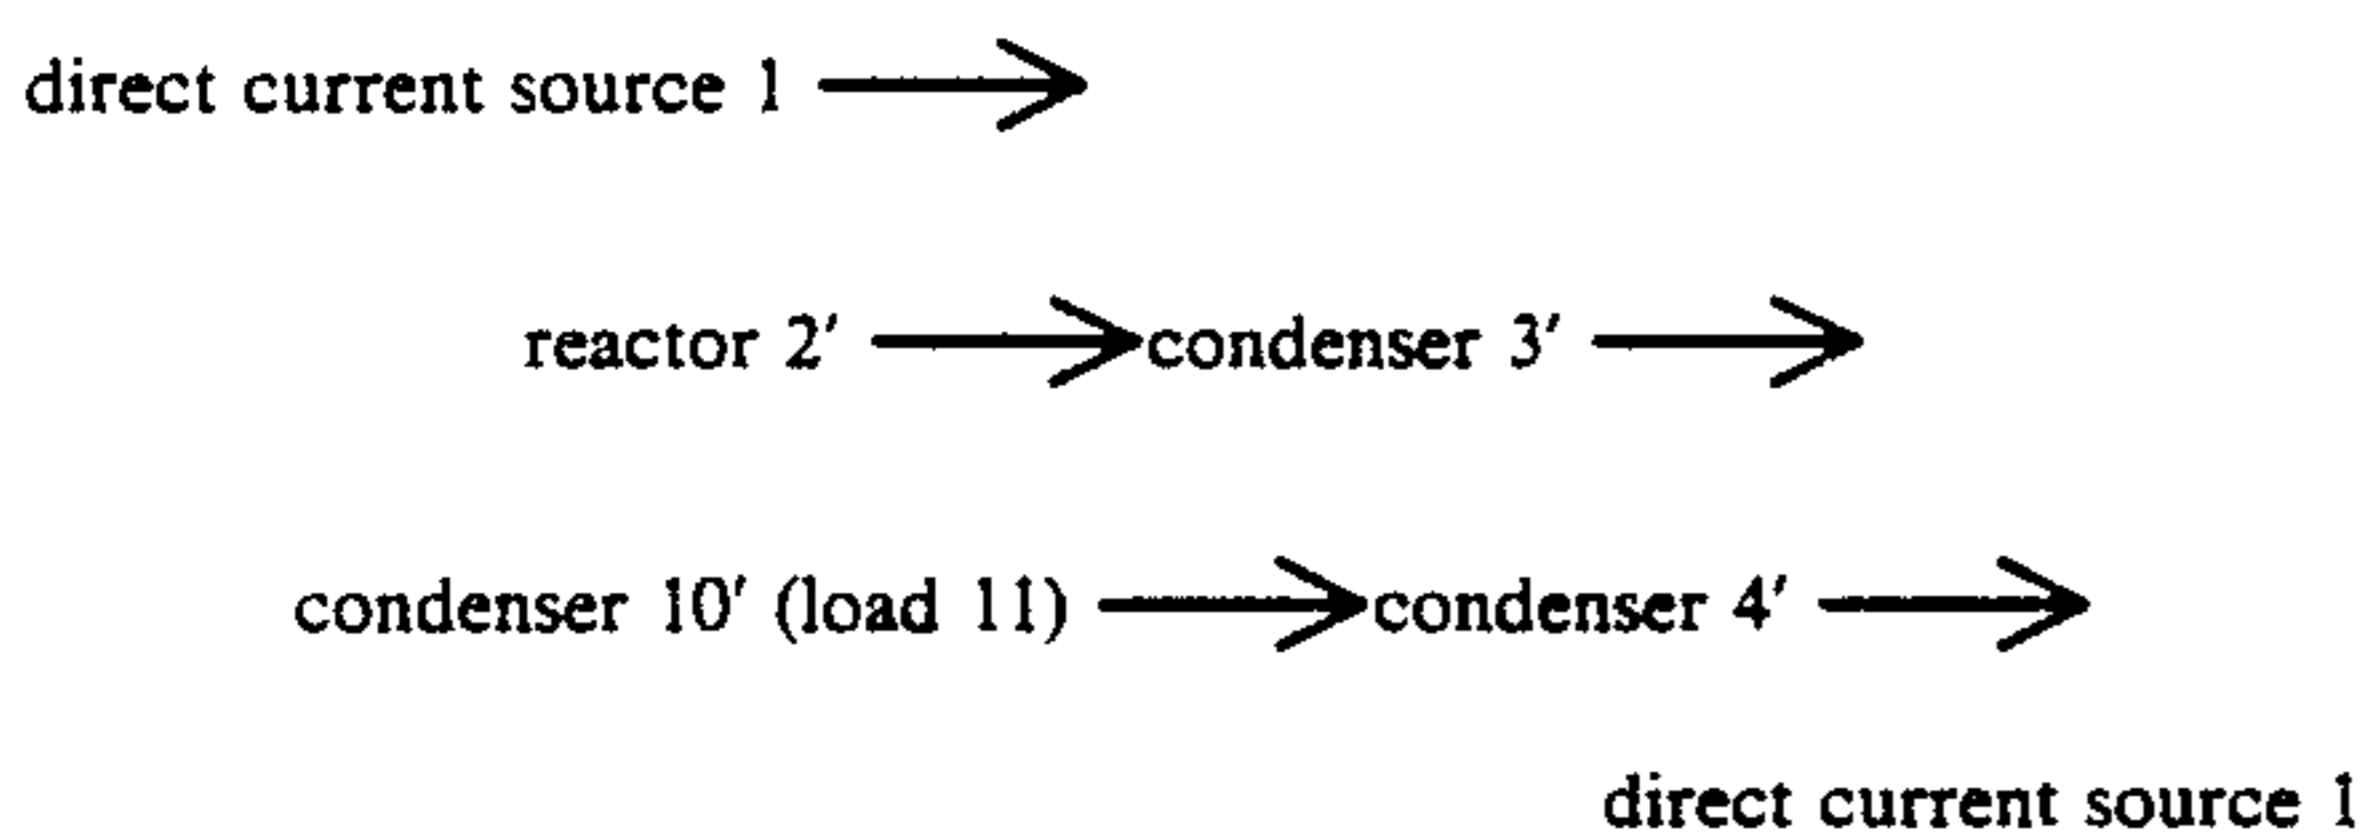 direct current source 1 ⟶
reactor 2′ ⟶condenser 3′ ⟶
condenser 10′ (load 11) ⟶condenser 4′ ⟶
direct current source 1